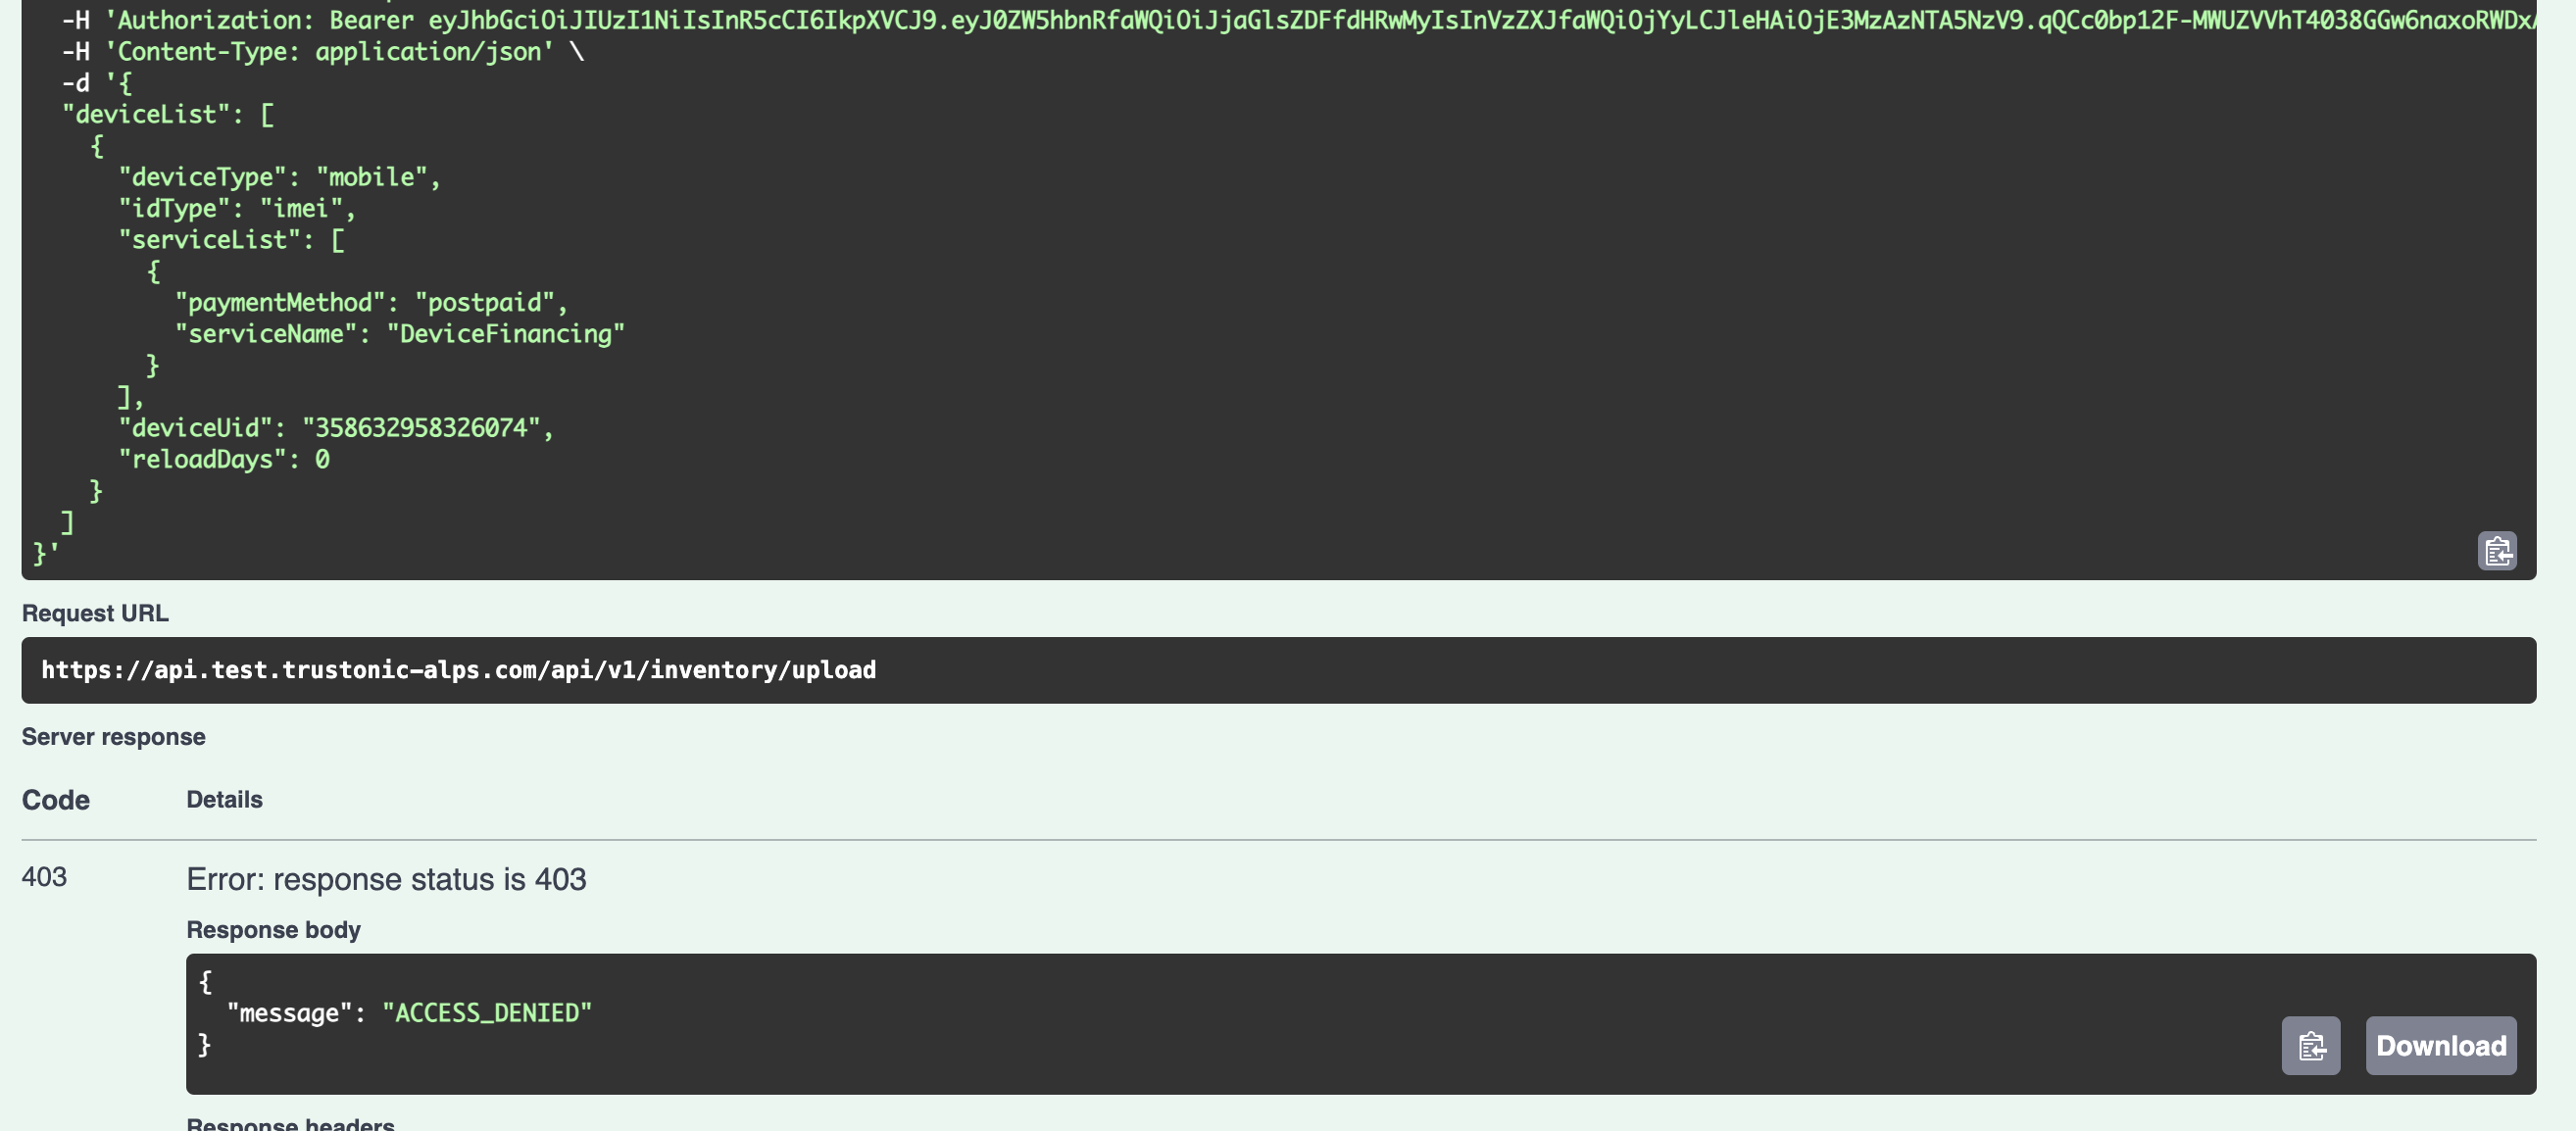 -H 'Authorization: Bearer eyJhbGciOiJIUzI1NiIsInR5cCI6IkpXVCJ9.eyJ0ZW5hbnRfaWQiOiJjaGlsZDFfdHRwMyIsInVzZXJfaWQiOjYyLCJleHAiOjE3MzAzNTA5NzV9.qQCc0bp12F-MWUZVVhT4038GGw6naxoRWDx
-H 'Content-Type: application/json' \
-d '{
"deviceList": [
{
"deviceType": "mobile",
"idType": "imei",
"serviceList": [
{
"paymentMethod": "postpaid",
"serviceName": "DeviceFinancing"
}
],
"deviceUid": "358632958326074",
"reloadDays": 0
}
]
}'
Request URL
https://api.test.trustonic-alps.com/api/v1/inventory/upload
Server response
Code Details
403 Error: response status is 403
Response body
{
"message": "ACCESS_DENIED"
}
Download
Response headers